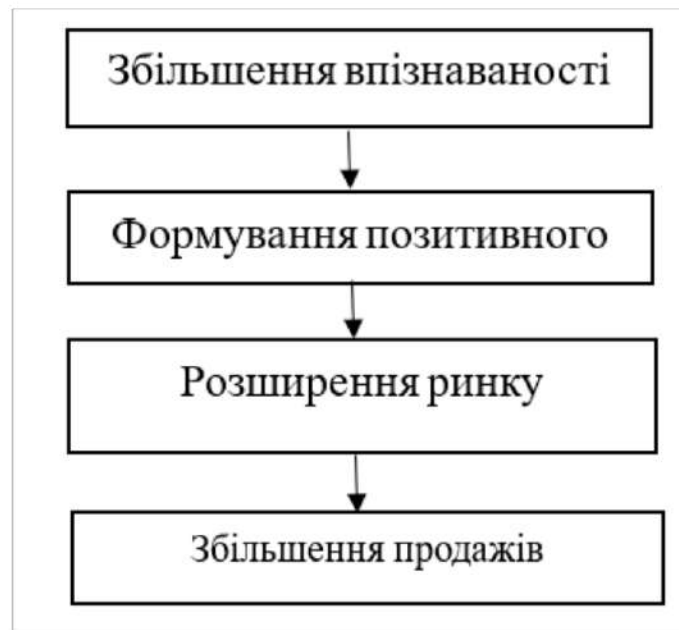 Збільшення впізнаваності
Формування позитивного
Розширення ринку
Збільшення продажів